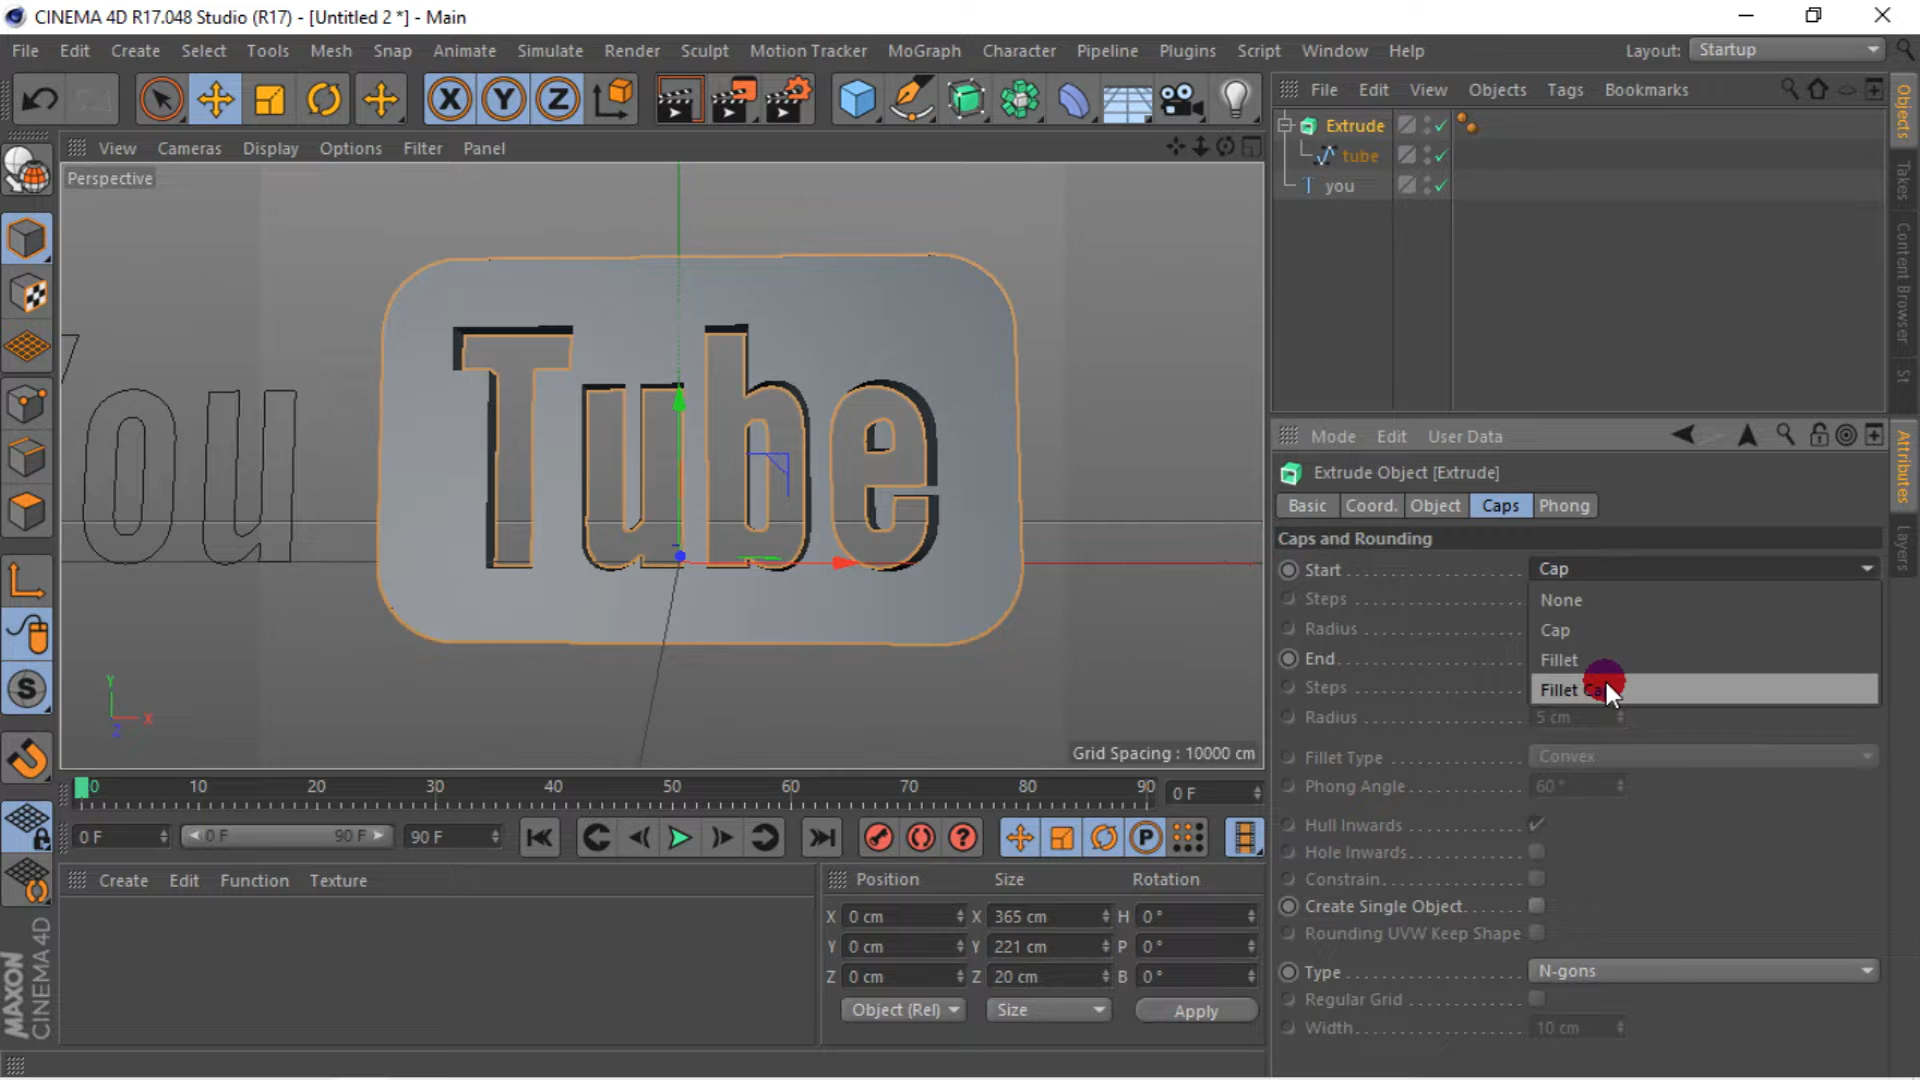 CINEMA 4D R17.048 Studio (R17) - [Untitled 2 *] - Main
File Edit Create Select Tools Mesh Snap Animate Simulate Render Sculpt Motion Tracker MoGraph Character Pipeline Plugins Script Window Help Layout: Startup
X Y Z
File Edit View Objects Tags Bookmarks
Extrude
tube
you
View Cameras Display Options Filter Panel
Perspective
You
Tube
Y
X
Z
Grid Spacing : 10000 cm
Objects
Takes
Content Browser
St
Mode Edit User Data
Extrude Object [Extrude]
Basic Coord. Object Caps Phong
Caps and Rounding
Start Cap
Steps None
Radius Cap
End Fillet
Steps Fillet
Radius 5 cm
Fillet Type Convex
Phong Angle 60 °
Hull Inwards
Hole Inwards
Constrain
Create Single Object
Rounding UVW Keep Shape
Type N-gons
Regular Grid
Width 10 cm
Attributes
Layers
0 10 20 30 40 50 60 70 80 90 0 F
0 F 0 F 90 F 90 F P
Create Edit Function Texture
Position Size Rotation
X 0 cm X 365 cm H 0 °
Y 0 cm Y 221 cm P 0 °
Z 0 cm Z 20 cm B 0 °
Object (Rel) Size Apply
S
MAXON
CINEMA 4D